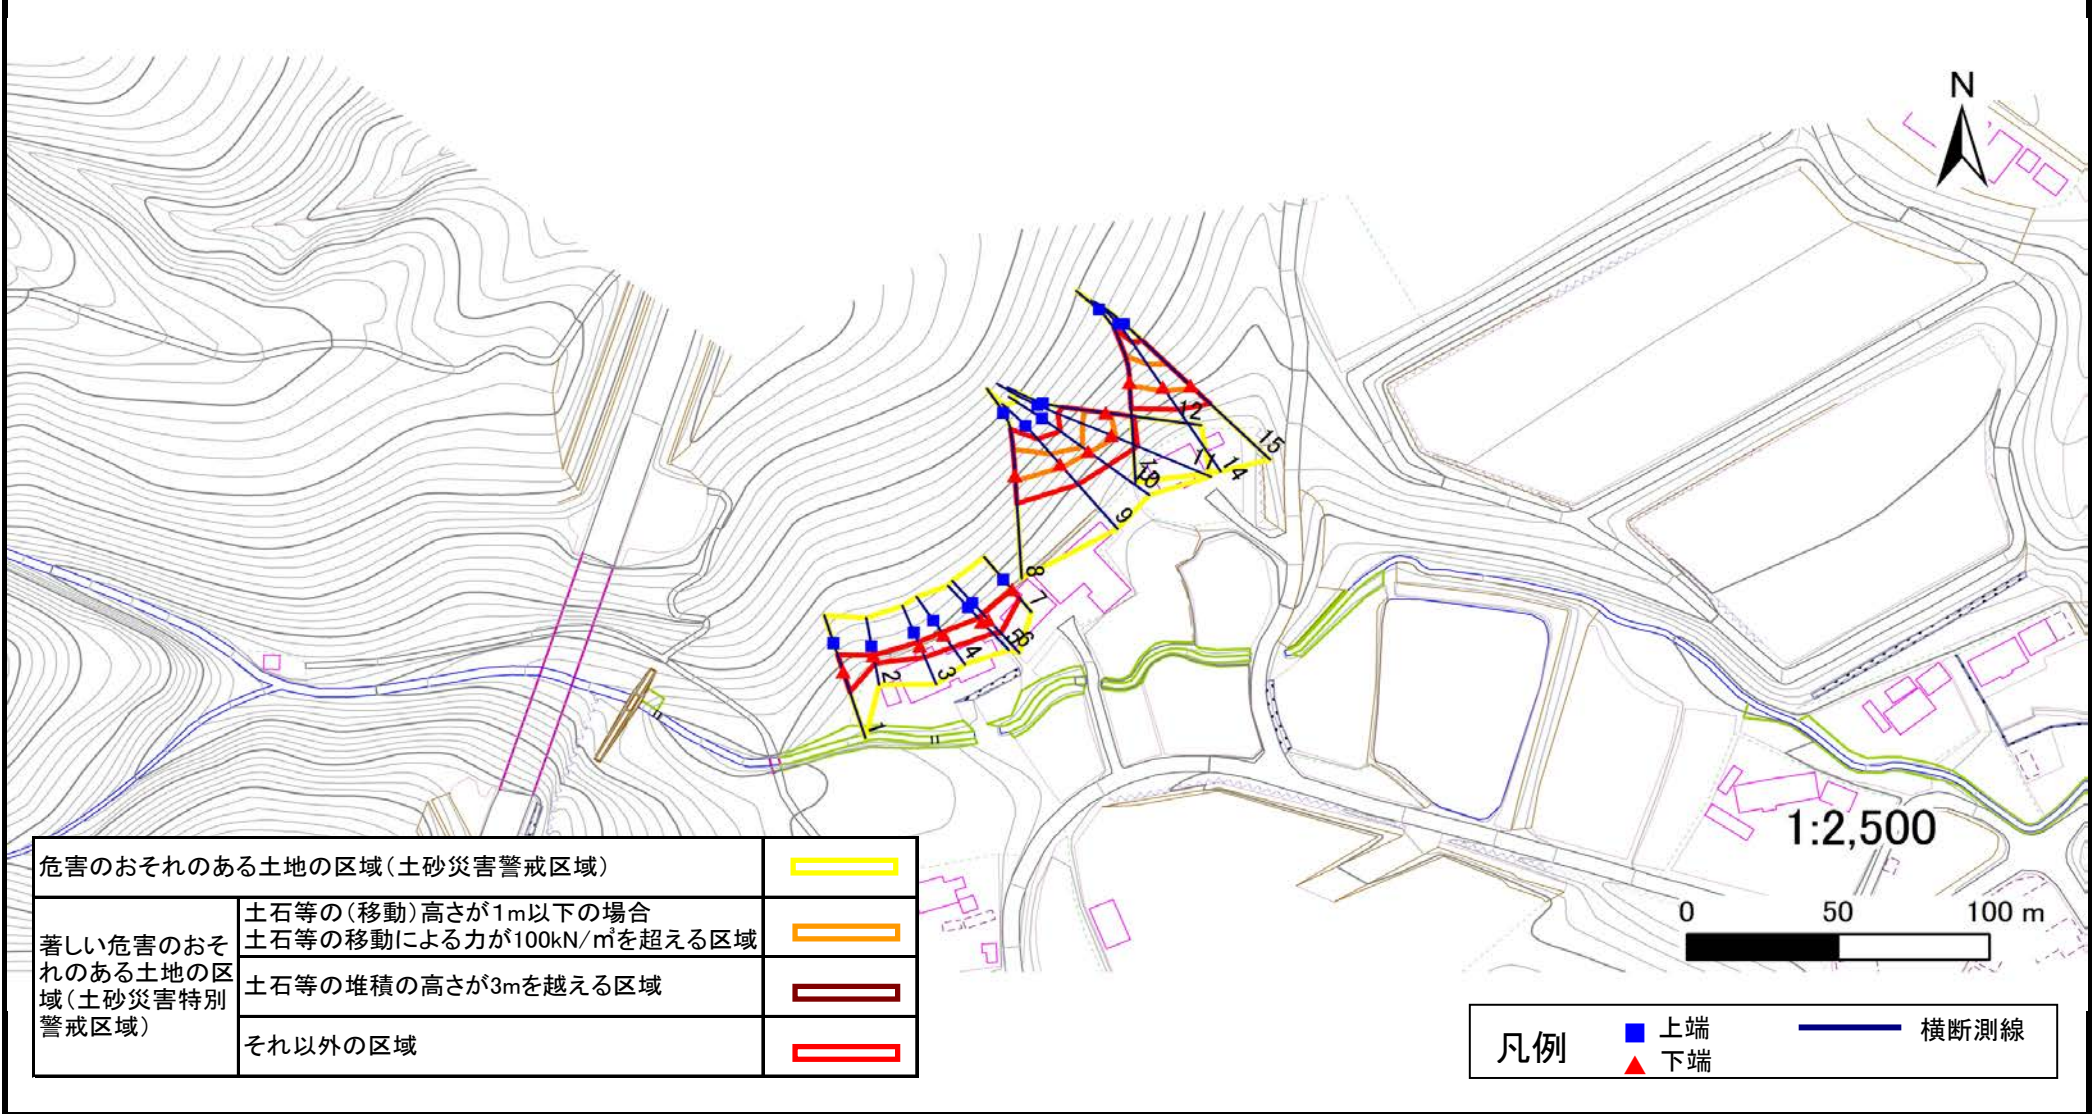 N
15
12
11
14
10
9
8
7
6
5
4
3
2
1
1:2,500
0 50 100 m
危害のおそれのある土地の区域(土砂災害警戒区域)
著しい危害のおそ
れのある土地の区
域(土砂災害特別
警戒区域)
土石等の(移動)高さが1m以下の場合
土石等の移動による力が100kN/㎡を超える区域
土石等の堆積の高さが3mを越える区域
それ以外の区域
凡例
上端
下端
横断測線